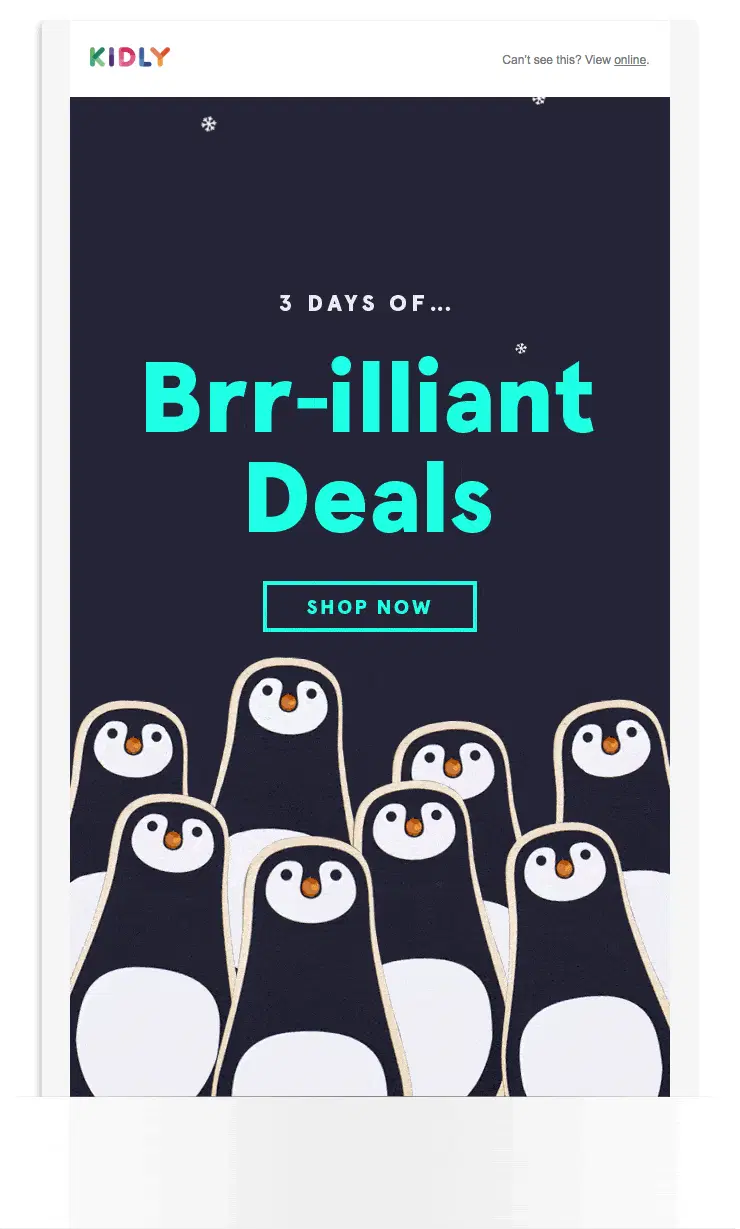 KIDLY
Can't see this? View online.
3 DAYS OF...
Brr-illiant
Deals
SHOP NOW